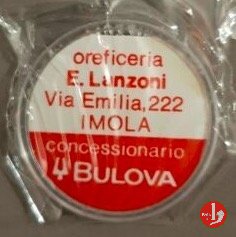 oreficeria
E. Lanzoni
Via Emilia,222
IMOLA
concessionario
BULOVA